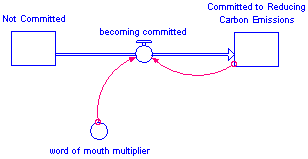 Not Committed
becoming committed
Committed to Reducing
Carbon Emissions
word of mouth multiplier